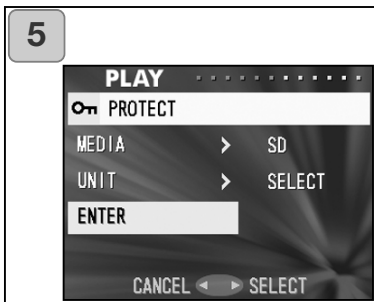 5
PLAY
PROTECT
MEDIA > SD
UNIT > SELECT
ENTER
CANCEL SELECT